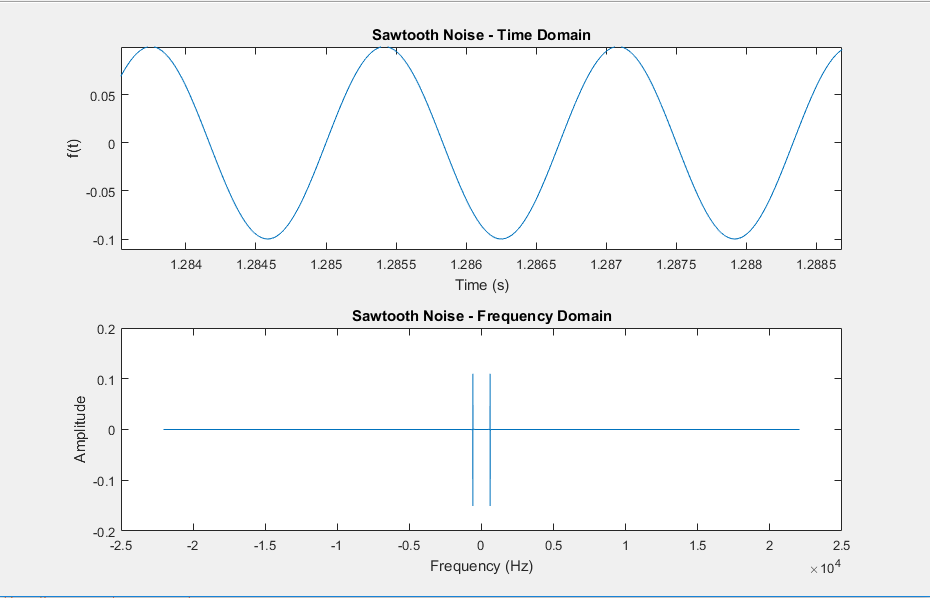 Sawtooth Noise - Time Domain
f(t)
0.05
0
-0.05
-0.1
1.284 1.2845 1.285 1.2855 1.286 1.2865 1.287 1.2875 1.288 1.2885
Time (s)
Sawtooth Noise - Frequency Domain
Amplitude
0.2
0.1
0
-0.1
-0.2
-2.5 -2 -1.5 -1 -0.5 0 0.5 1 1.5 2 2.5
Frequency (Hz)
×10⁴